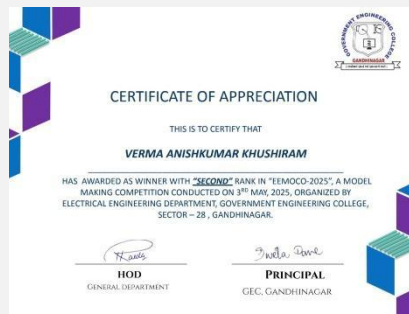 GOVERNMENT ENGINEERING COLLEGE
GANDHINAGAR
CERTIFICATE OF APPRECIATION
THIS IS TO CERTIFY THAT
VERMA ANISHKUMAR KHUSHIRAM
HAS AWARDED AS WINNER WITH "SECOND" RANK IN "EEMOCO-2025", A MODEL
MAKING COMPETITION CONDUCTED ON 3RD MAY, 2025, ORGANIZED BY
ELECTRICAL ENGINEERING DEPARTMENT, GOVERNMENT ENGINEERING COLLEGE,
SECTOR – 28 , GANDHINAGAR.
HOD
GENERAL DEPARTMENT
PRINCIPAL
GEC, GANDHINAGAR